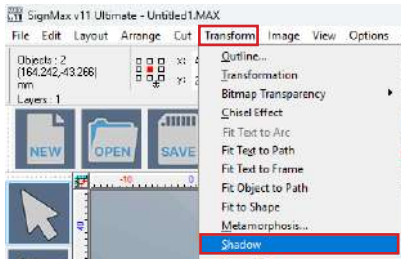 SignMax v11 Ultimate - Untitled1.MAX
File Edit Layout Arrange Cut Transform Image View Options
Objects : 2
(164.242,-43.266)
mm
Layers : 1
x:
y:
Outline...
Transformation
Bitmap Transparency
Chisel Effect
Fit Text to Arc
Fit Text to Path
Fit Text to Frame
Fit Object to Path
Fit to Shape
Metamorphosis...
Shadow
NEW OPEN SAVE
-10 0